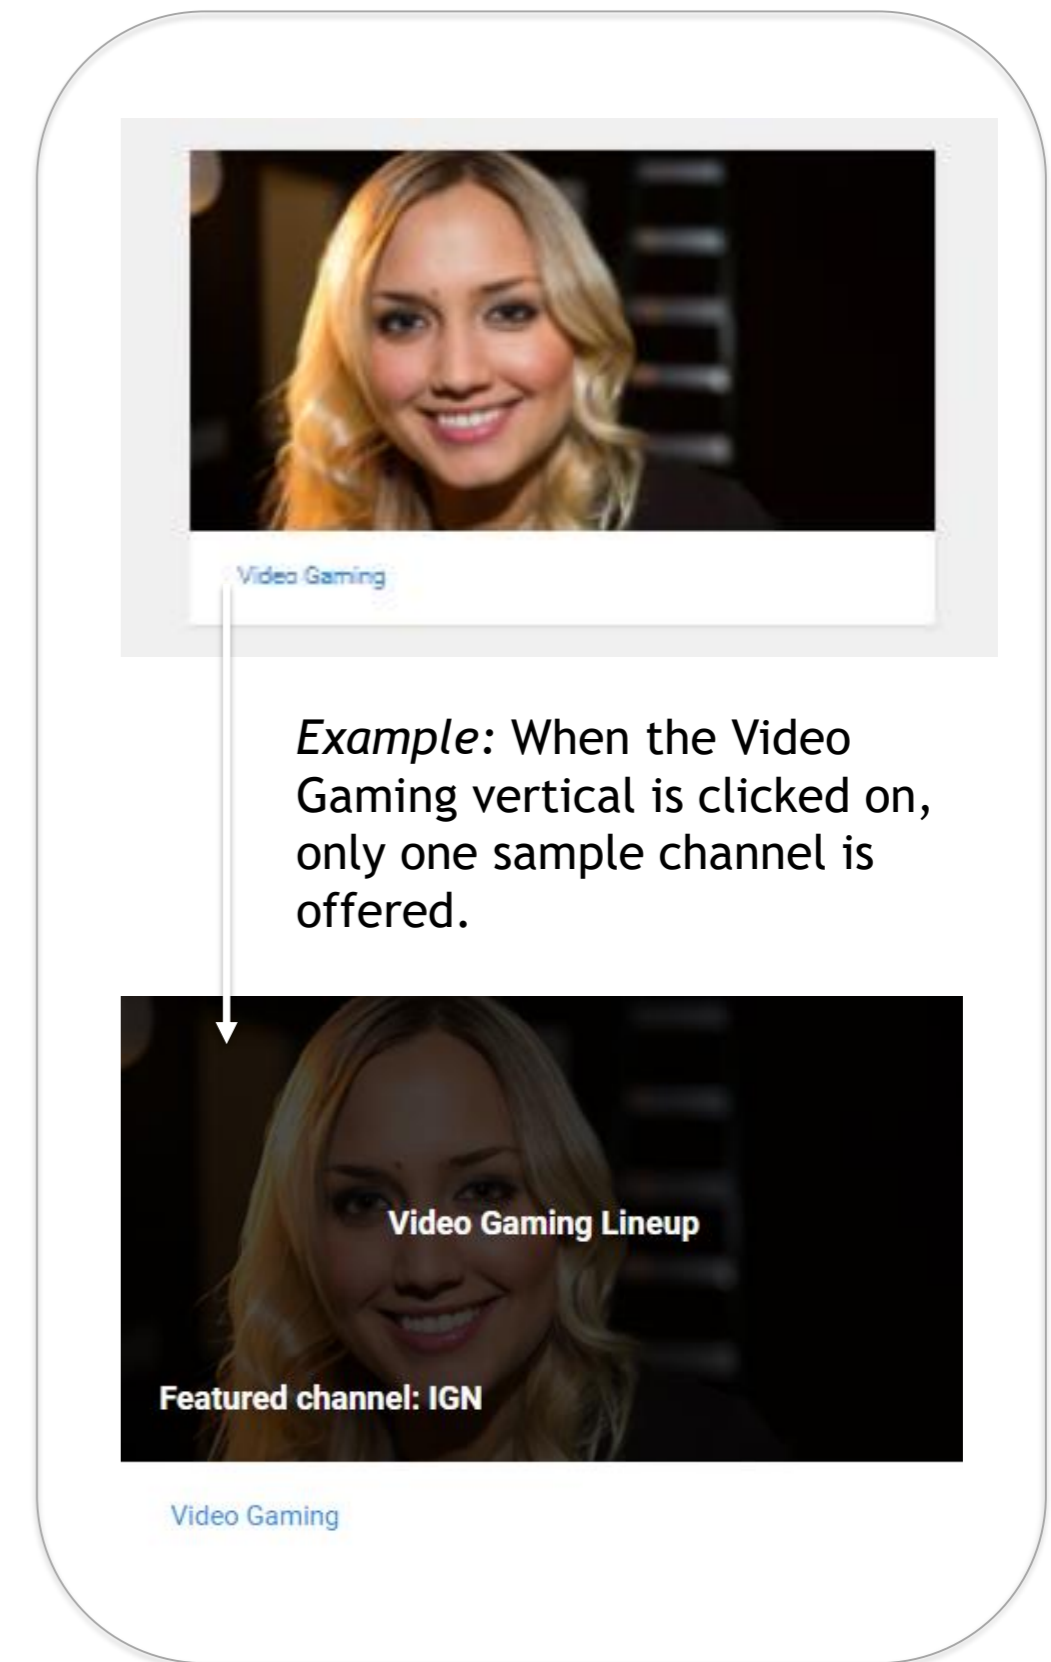 Video Gaming
Example: When the Video
Gaming vertical is clicked on,
only one sample channel is
offered.
Video Gaming Lineup
Featured channel: IGN
Video Gaming